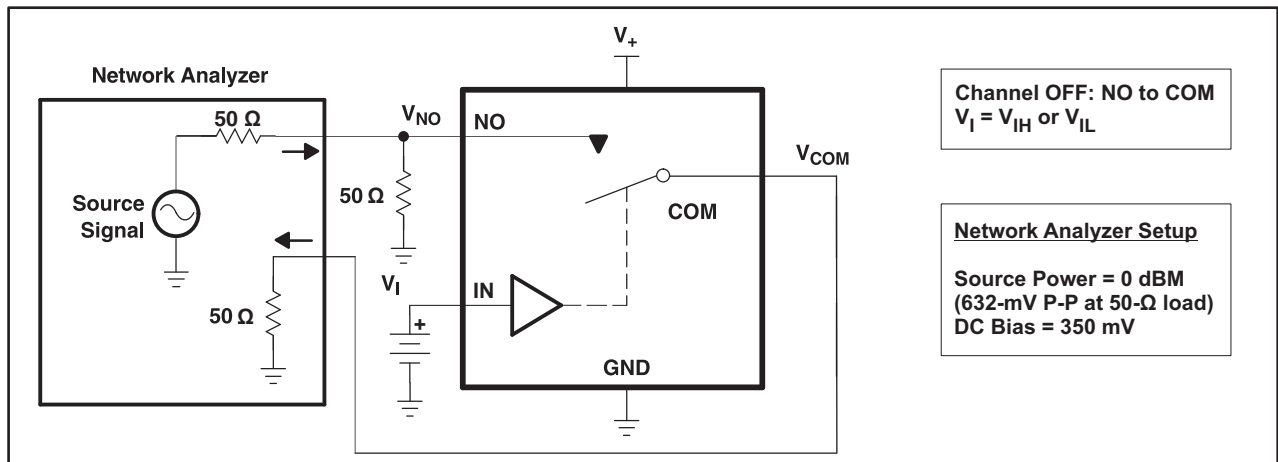 Network Analyzer
50 Ω
Source
Signal
50 Ω
V_NO
NO
50 Ω
V_I
IN
+
V_+
COM
V_COM
GND
Channel OFF: NO to COM
V_I = V_IH or V_IL
Network Analyzer Setup
Source Power = 0 dBM
(632-mV P-P at 50-Ω load)
DC Bias = 350 mV